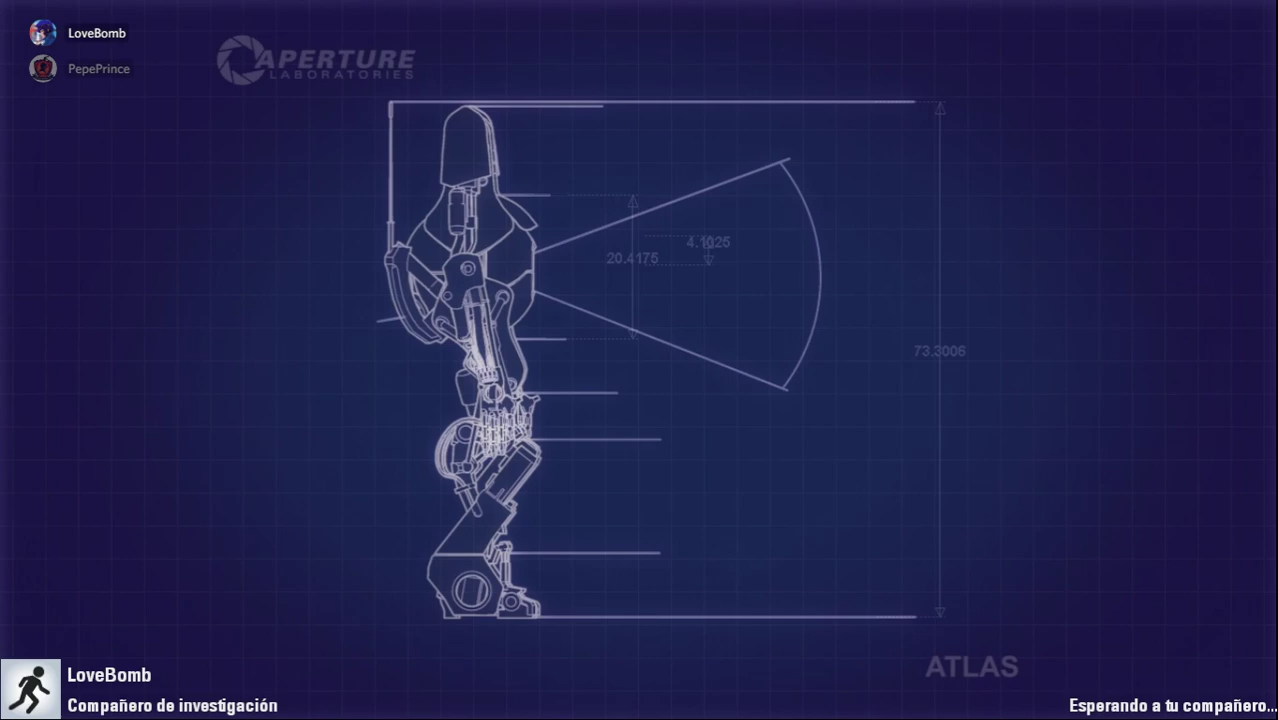 LoveBomb
PepePrince
APERTURE
LABORATORIES
4.1025
20.4175
73.3006
ATLAS
LoveBomb
Compañero de investigación
Esperando a tu compañero...